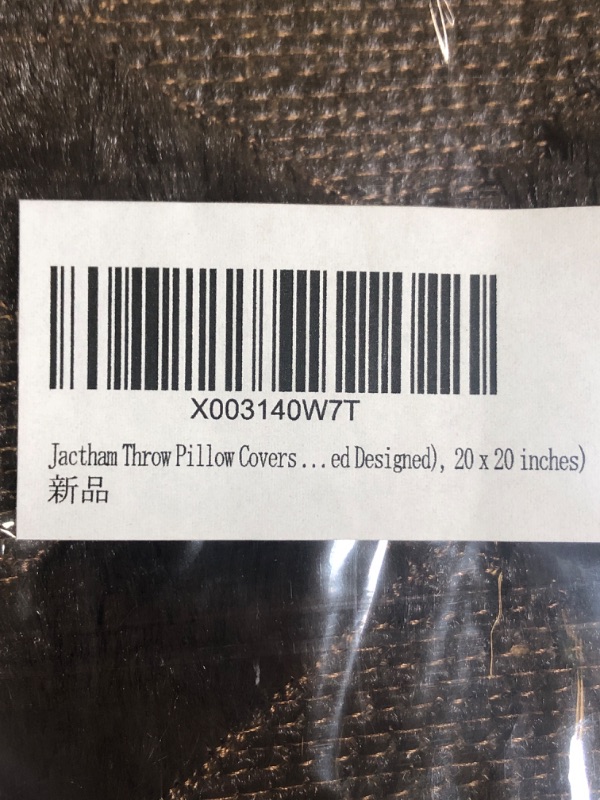 X003140W7T
Jactham Throw Pillow Covers ... ed Designed), 20 x 20 inches)
新品